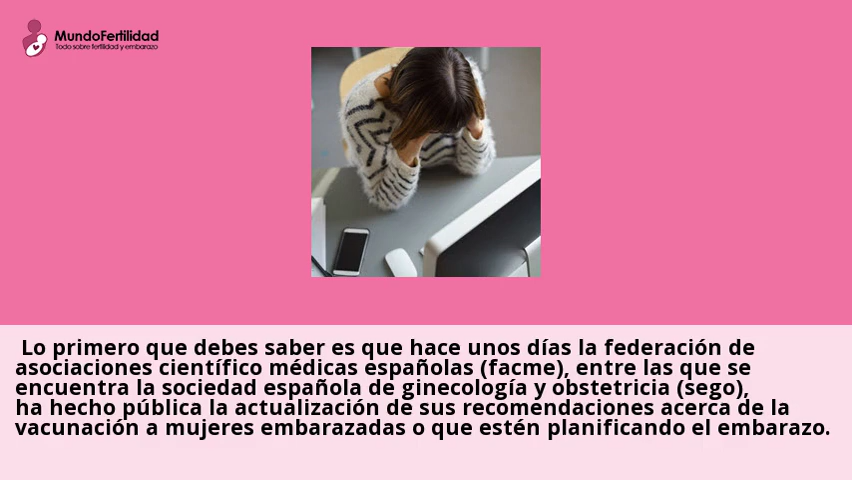 MundoFertilidad
Todo sobre fertilidad y embarazo
Lo primero que debes saber es que hace unos días la federación de
asociaciones científico médicas españolas (facme), entre las que se
encuentra la sociedad española de ginecología y obstetricia (sego),
ha hecho pública la actualización de sus recomendaciones acerca de la
vacunación a mujeres embarazadas o que estén planificando el embarazo.